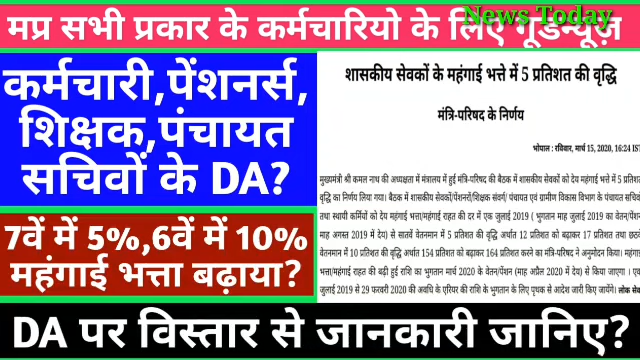 मप्र सभी प्रकार के कर्मचारियो के लिए गूडन्यूज़
News Today
कर्मचारी,पेंशनर्स,
शिक्षक,पंचायत
सचिवों के DA?
7वें में 5%,6वें में 10%
महंगाई भत्ता बढ़ाया?
शासकीय सेवकों के महंगाई भत्ते में 5 प्रतिशत की वृद्धि
मंत्रि-परिषद के निर्णय
भोपाल : रविवार, मार्च 15, 2020, 16:24 IST
मुख्यमंत्री श्री कमल नाथ की अध्यक्षता में मंत्रालय में हुई मंत्रि-परिषद की बैठक में शासकीय सेवकों को देय महंगाई भत्ते में 5 प्रतिशत
वृद्धि का निर्णय लिया गया। बैठक में शासकीय सेवकों/पेंशनरों/शिक्षक संवर्ग/ पंचायत एवं ग्रामीण विकास विभाग के पंचायत सचिवों
तथा स्थायी कर्मियों को देय महंगाई भत्ता/महंगाई राहत की दर में एक जुलाई 2019 ( भुगतान माह जुलाई 2019 का वेतन/पेंशन
माह अगस्त 2019 में देय) से सातवें वेतनमान में 5 प्रतिशत वृद्धि अर्थात 12 प्रतिशत को बढ़ाकर 17 प्रतिशत तथा छठवें
वेतनमान में 10 प्रतिशत की वृद्धि अर्थात 154 प्रतिशत को बढ़ाकर 164 प्रतिशत करने का मंत्रि-परिषद ने अनुमोदन किया। महंगाई
भत्ता/महंगाई राहत की बढ़ी हुई राशि का भुगतान मार्च 2020 के वेतन/पेंशन (माह अप्रैल 2020 में देय) से किया जाएगा। एक
जुलाई 2019 से 29 फरवरी 2020 की अवधि के एरियर की राशि के भुगतान के लिए पृथक से आदेश जारी किए जायेंगे। लोक सेवा
DA पर विस्तार से जानकारी जानिए?